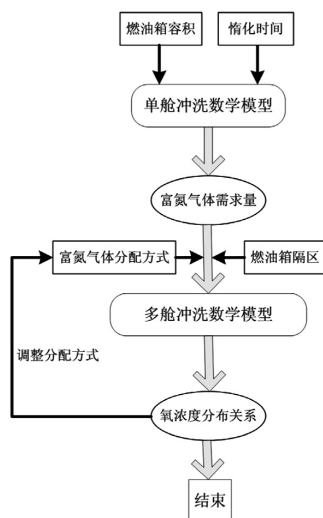 燃油箱容积
惰化时间
单舱冲洗数学模型
富氮气体需求量
富氮气体分配方式
燃油箱隔区
多舱冲洗数学模型
调整分配方式
氧浓度分布关系
结束